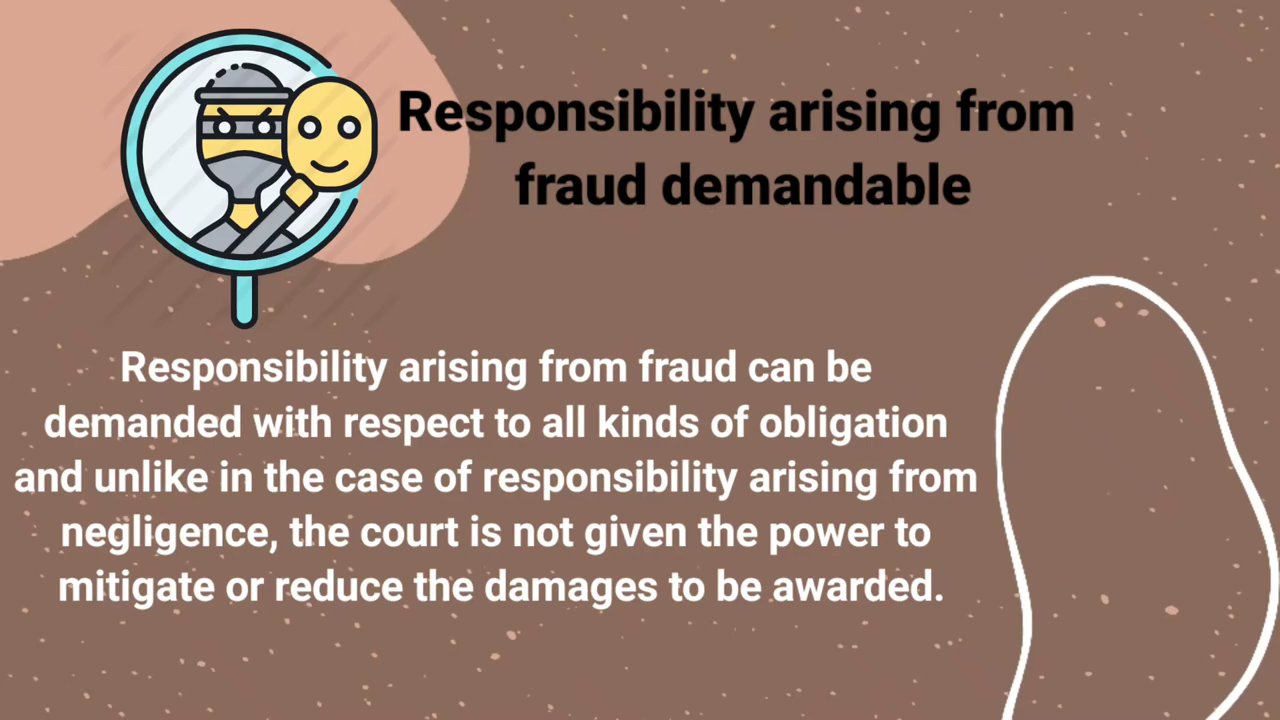 Responsibility arising from
fraud demandable
Responsibility arising from fraud can be
demanded with respect to all kinds of obligation
and unlike in the case of responsibility arising from
negligence, the court is not given the power to
mitigate or reduce the damages to be awarded.